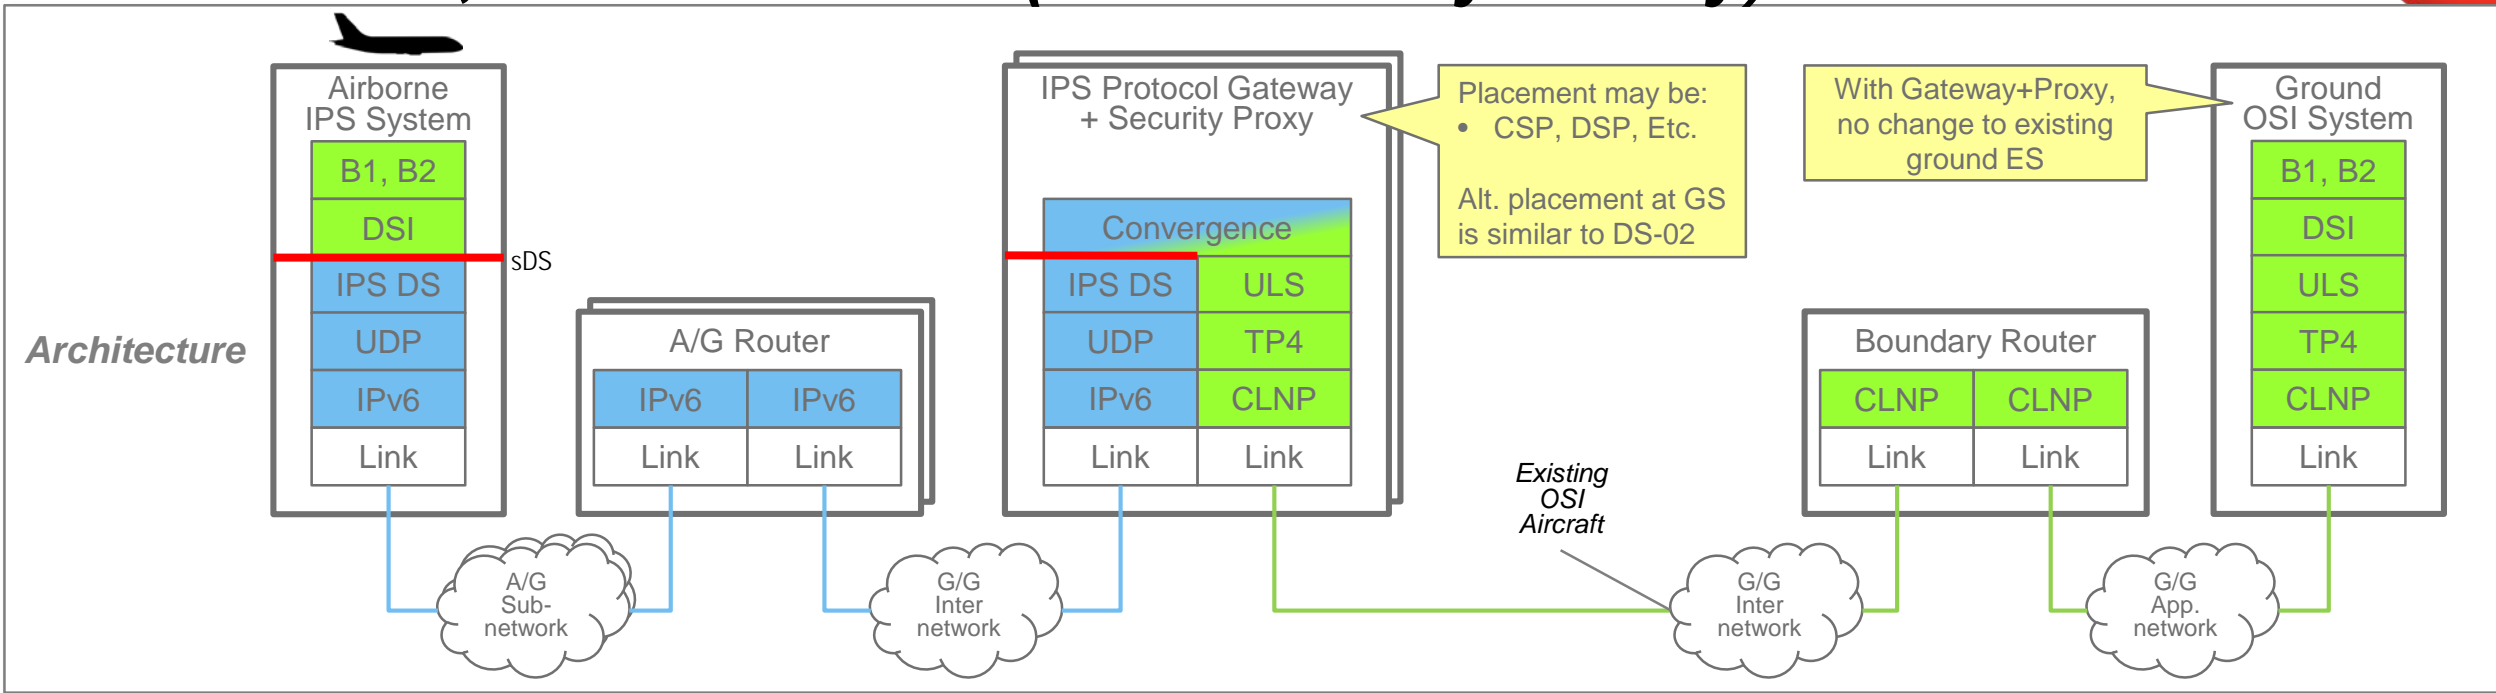 Airborne
IPS System
B1, B2
DSI
sDS
IPS DS
UDP
IPv6
Link
Architecture
A/G Router
IPv6 IPv6
Link Link
IPS Protocol Gateway
+ Security Proxy
Convergence
IPS DS ULS
UDP TP4
IPv6 CLNP
Link Link
Placement may be:
• CSP, DSP, Etc.
Alt. placement at GS
is similar to DS-02
With Gateway+Proxy,
no change to existing
ground ES
Boundary Router
CLNP CLNP
Link Link
Ground
OSI System
B1, B2
DSI
ULS
TP4
CLNP
Link
Existing
OSI
Aircraft
A/G
Sub-
network
G/G
Inter
network
G/G
Inter
network
G/G
App.
network